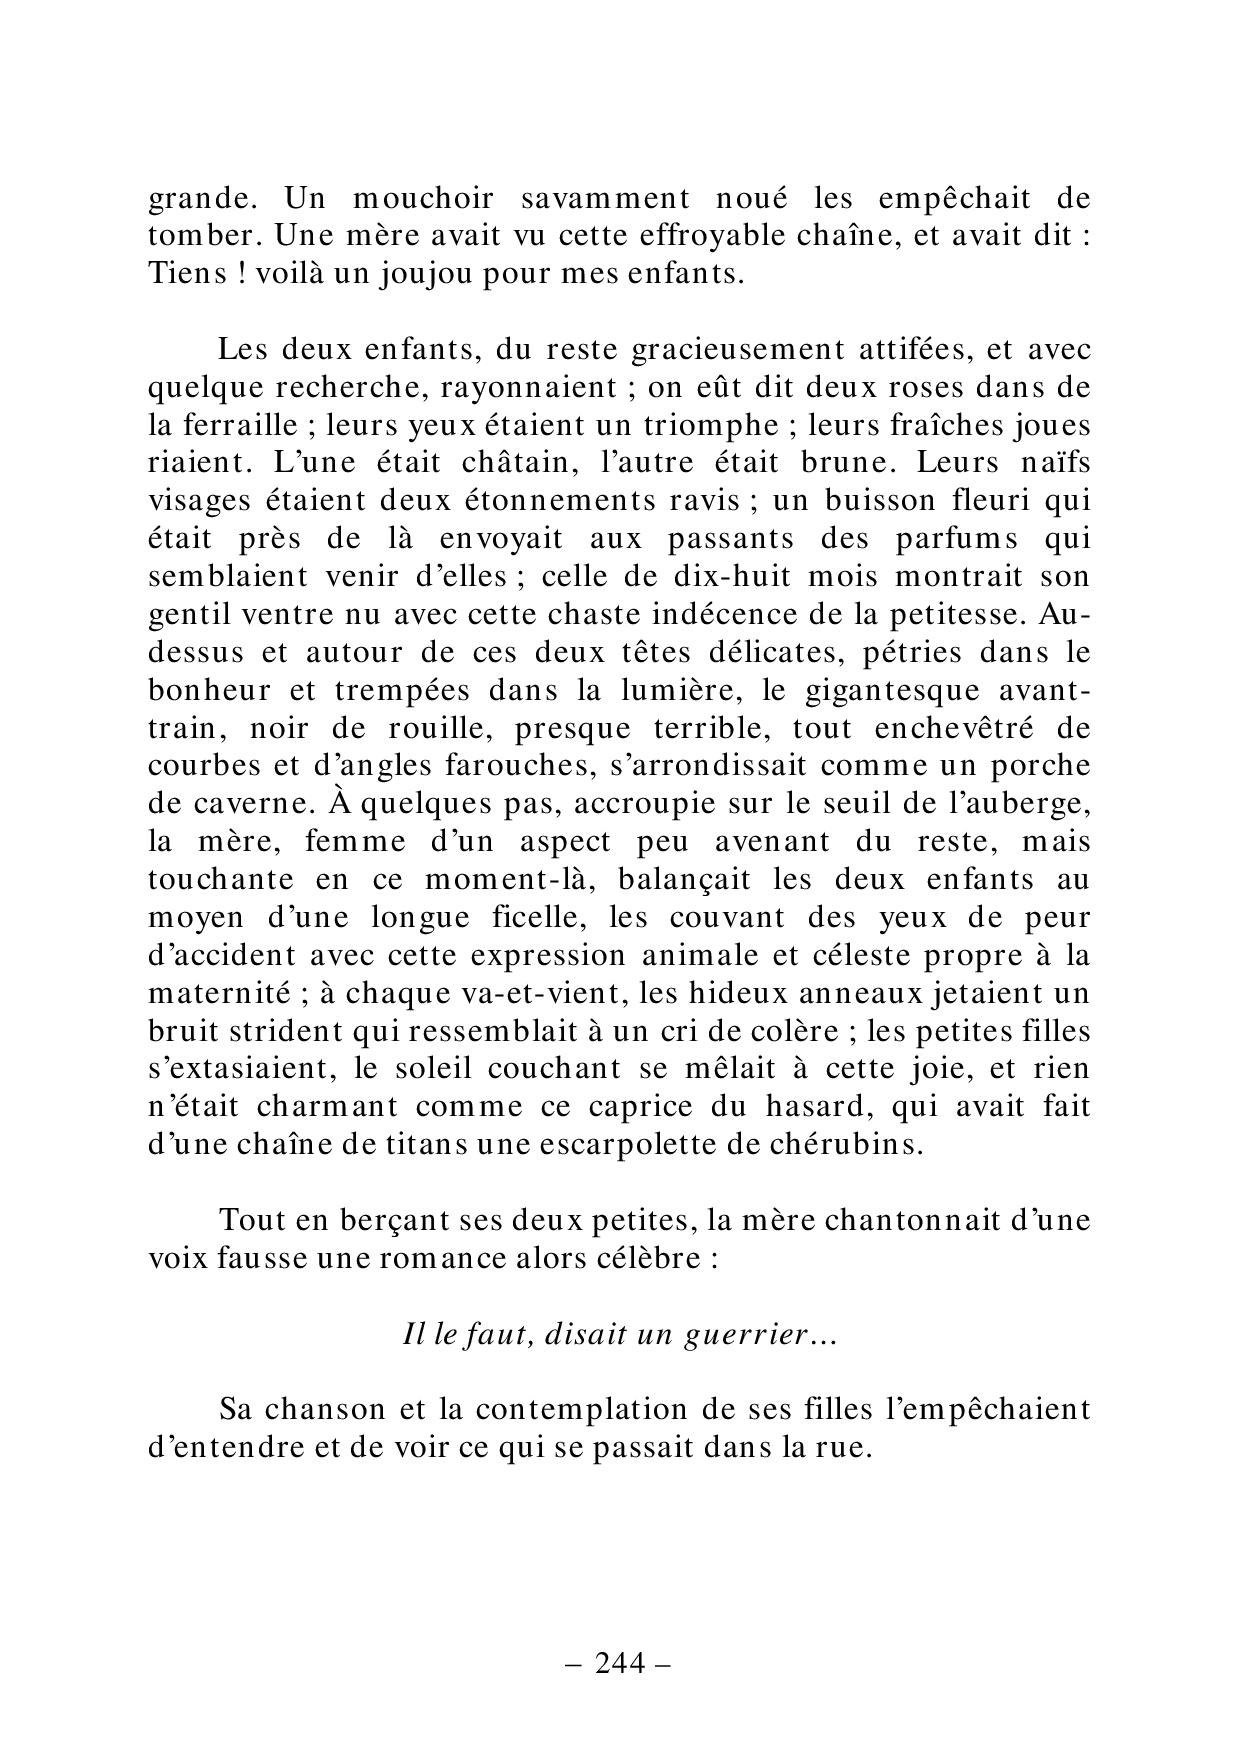 grande. Un mouchoir savamment noué les empêchait de
tomber. Une mère avait vu cette effroyable chaîne, et avait dit :
Tiens ! voilà un joujou pour mes enfants.
Les deux enfants, du reste gracieusement attifées, et avec
quelque recherche, rayonnaient ; on eût dit deux roses dans de
la ferraille ; leurs yeux étaient un triomphe ; leurs fraîches joues
riaient. L’une était châtain, l’autre était brune. Leurs naïfs
visages étaient deux étonnements ravis ; un buisson fleuri qui
était près de là envoyait aux passants des parfums qui
semblaient venir d’elles ; celle de dix-huit mois montrait son
gentil ventre nu avec cette chaste indécence de la petitesse. Au-
dessus et autour de ces deux têtes délicates, pétries dans le
bonheur et trempées dans la lumière, le gigantesque avant-
train, noir de rouille, presque terrible, tout enchevêtré de
courbes et d’angles farouches, s’arrondissait comme un porche
de caverne. À quelques pas, accroupie sur le seuil de l’auberge,
la mère, femme d’un aspect peu avenant du reste, mais
touchante en ce moment-là, balançait les deux enfants au
moyen d’une longue ficelle, les couvant des yeux de peur
d’accident avec cette expression animale et céleste propre à la
maternité ; à chaque va-et-vient, les hideux anneaux jetaient un
bruit strident qui ressemblait à un cri de colère ; les petites filles
s’extasiaient, le soleil couchant se mêlait à cette joie, et rien
n’était charmant comme ce caprice du hasard, qui avait fait
d’une chaîne de titans une escarpolette de chérubins.
Tout en berçant ses deux petites, la mère chantonnait d’une
voix fausse une romance alors célèbre :
Il le faut, disait un guerrier…
Sa chanson et la contemplation de ses filles l’empêchaient
d’entendre et de voir ce qui se passait dans la rue.
– 244 –